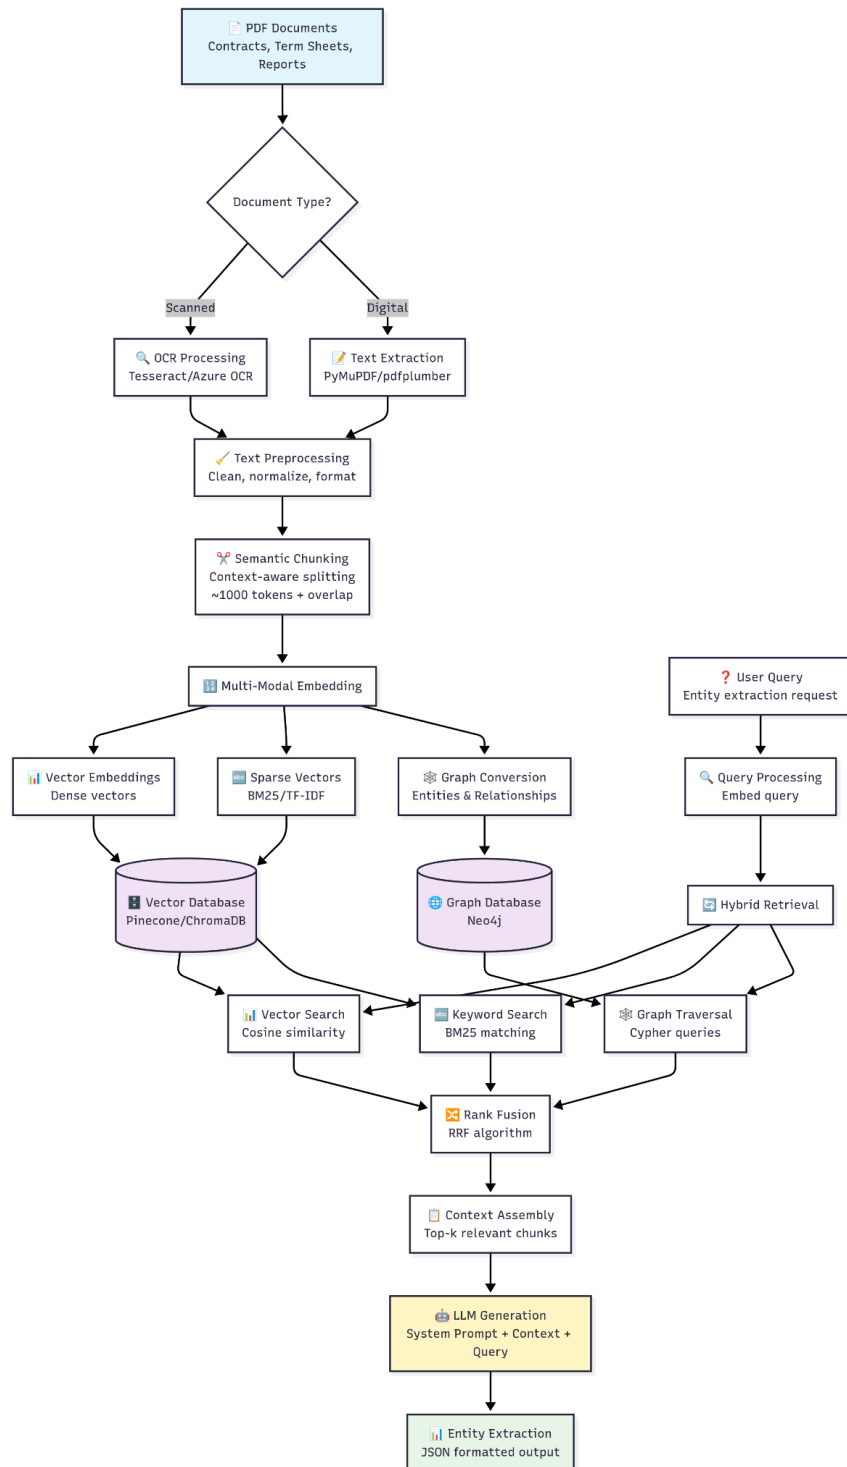 📄 PDF Documents
Contracts, Term Sheets,
Reports
Document Type?
Scanned
Digital
🔍 OCR Processing
Tesseract/Azure OCR
📝 Text Extraction
PyMuPDF/pdfplumber
🧹 Text Preprocessing
Clean, normalize, format
✂️ Semantic Chunking
Context-aware splitting
~1000 tokens + overlap
🔢 Multi-Modal Embedding
❓ User Query
Entity extraction request
📊 Vector Embeddings
Dense vectors
🔤 Sparse Vectors
BM25/TF-IDF
🕸️ Graph Conversion
Entities & Relationships
🔍 Query Processing
Embed query
🗄️ Vector Database
Pinecone/ChromaDB
🌐 Graph Database
Neo4j
🔄 Hybrid Retrieval
📊 Vector Search
Cosine similarity
🔤 Keyword Search
BM25 matching
🕸️ Graph Traversal
Cypher queries
🔀 Rank Fusion
RRF algorithm
📋 Context Assembly
Top-k relevant chunks
🤖 LLM Generation
System Prompt + Context +
Query
📊 Entity Extraction
JSON formatted output